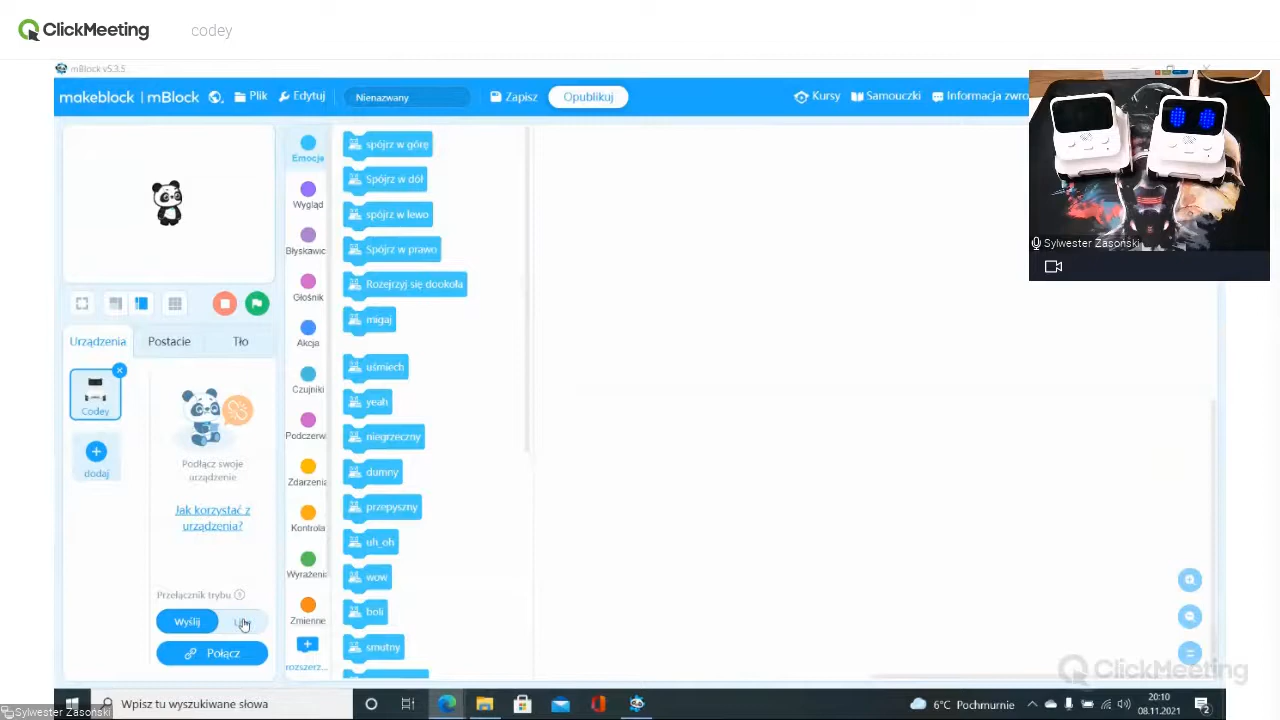 ClickMeeting codey
mBlock v5.3.5
makeblock | mBlock Plik Edytuj Nienazwany Zapisz Opublikuj Kursy Samouczki Informacja zwro
Emocje
Wygląd
Błyskawic
Głośnik
Akcja
Czujniki
Podczerw
Zdarzenia
Kontrola
Wyrażenia
Zmienne
rozszerz...
spójrz w górę
Spójrz w dół
spójrz w lewo
Spójrz w prawo
Rozejrzyj się dookoła
migaj
uśmiech
yeah
niegrzeczny
dumny
przepyszny
uh_oh
wow
boli
smutny
Urządzenia Postacie Tło
Codey
dodaj
Podłącz swoje
urządzenie
Jak korzystać z
urządzenia?
Przełącznik trybu
Wyślij
Połącz
Sylwester Zasoński
ClickMeeting
Wpisz tu wyszukiwane słowa
6°C Pochmurnie
20:10
08.11.2021
2
Sylwester Zasoński